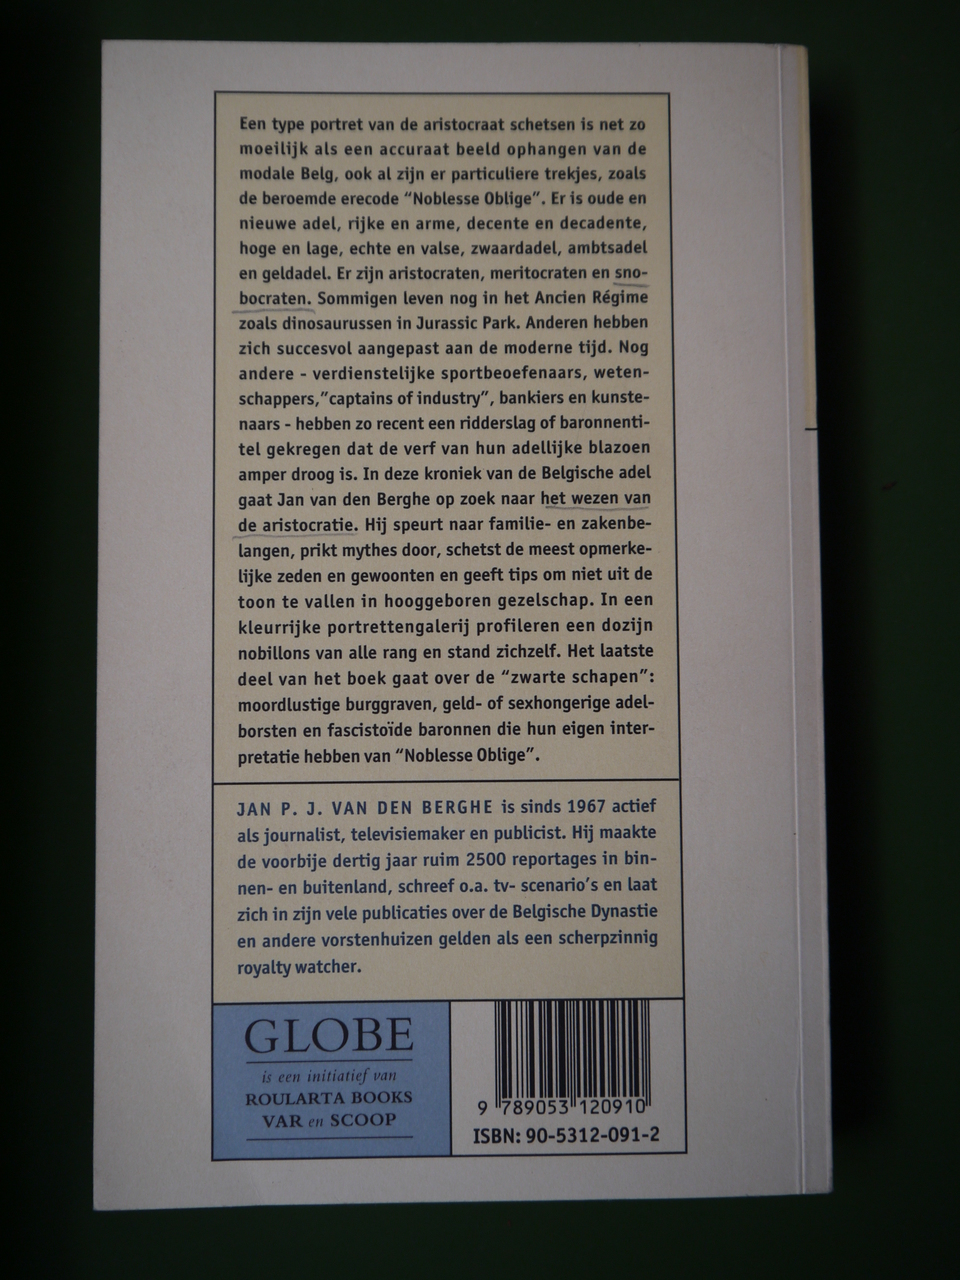 Een type portret van de aristocraat schetsen is net zo
moeilijk als een accuraat beeld ophangen van de
modale Belg, ook al zijn er particuliere trekjes, zoals
de beroemde erecode "Noblesse Oblige". Er is oude en
nieuwe adel, rijke en arme, decente en decadente,
hoge en lage, echte en valse, zwaardadel, ambtsadel
en geldadel. Er zijn aristocraten, meritocraten en sno-
bocraten. Sommigen leven nog in het Ancien Régime
zoals dinosaurussen in Jurassic Park. Anderen hebben
zich succesvol aangepast aan de moderne tijd. Nog
andere - verdienstelijke sportbeoefenaars, weten-
schappers,"captains of industry", bankiers en kunste-
naars - hebben zo recent een ridderslag of baronnenti-
tel gekregen dat de verf van hun adellijke blazoen
amper droog is. In deze kroniek van de Belgische adel
gaat Jan van den Berghe op zoek naar het wezen van
de aristocratie. Hij speurt naar familie- en zakenbe-
langen, prikt mythes door, schetst de meest opmerke-
lijke zeden en gewoonten en geeft tips om niet uit de
toon te vallen in hooggeboren gezelschap. In een
kleurrijke portrettengalerij profileren een dozijn
nobillons van alle rang en stand zichzelf. Het laatste
deel van het boek gaat over de "zwarte schapen":
moordlustige burggraven, geld- of sexhongerige adel-
borsten en fascistoïde baronnen die hun eigen inter-
pretatie hebben van "Noblesse Oblige".
JAN P. J. VAN DEN BERGHE is sinds 1967 actief
als journalist, televisiemaker en publicist. Hij maakte
de voorbije dertig jaar ruim 2500 reportages in bin-
nen- en buitenland, schreef o.a. tv- scenario's en laat
zich in zijn vele publicaties over de Belgische Dynastie
en andere vorstenhuizen gelden als een scherpzinnig
royalty watcher.
GLOBE
is een initiatief van
ROULARTA BOOKS
VAR en SCOOP
9 789053 120910
ISBN: 90-5312-091-2